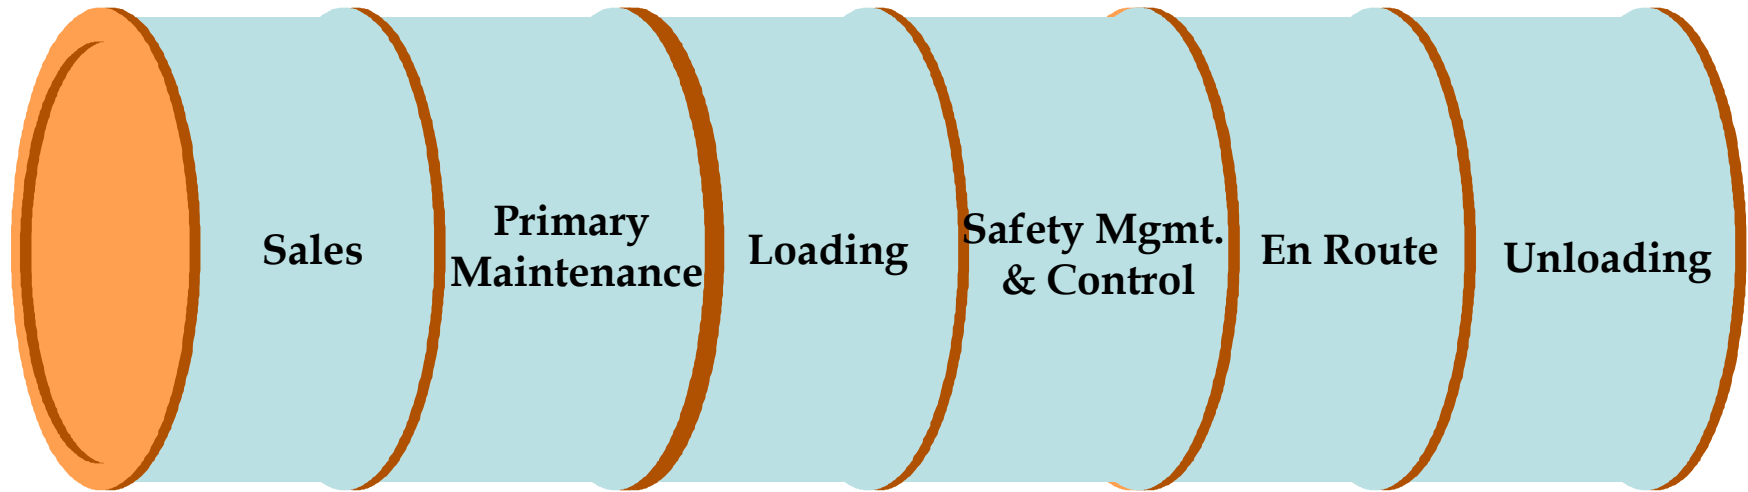 Sales
Primary
Maintenance
Loading
Safety Mgmt.
& Control
En Route
Unloading